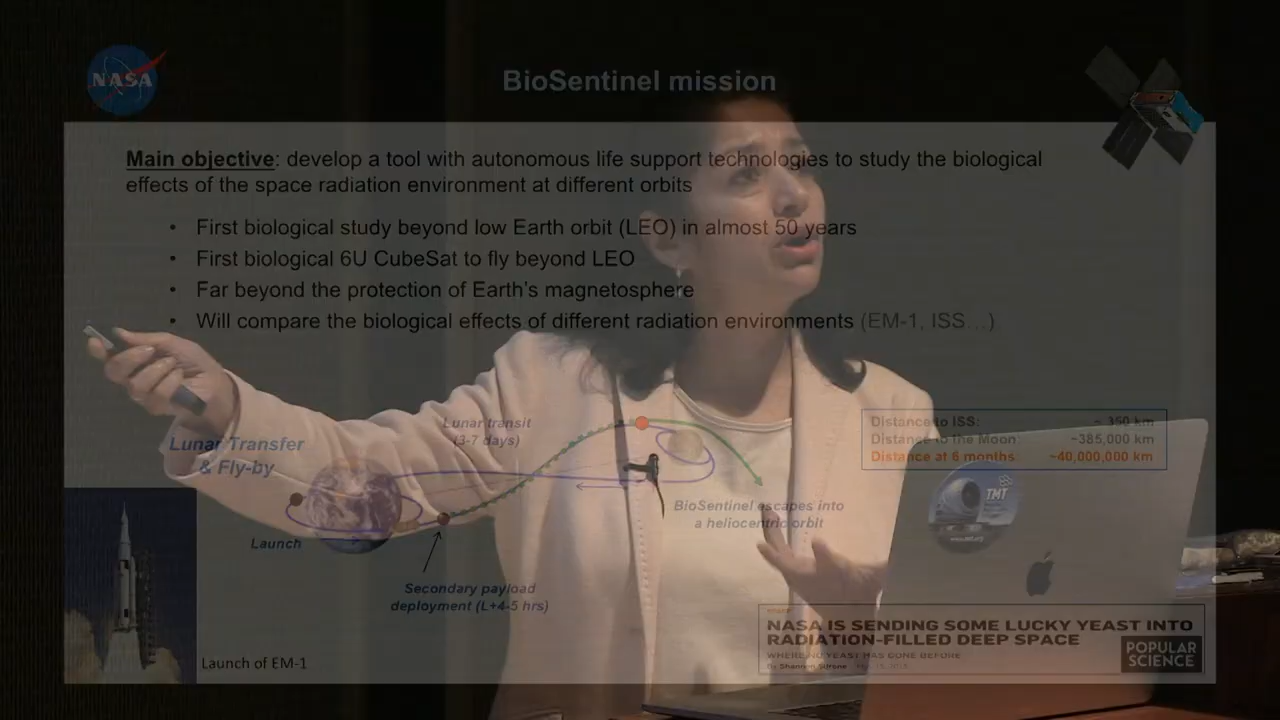 NASA
BioSentinel mission
Main objective: develop a tool with autonomous life support technologies to study the biological
effects of the space radiation environment at different orbits
• First biological study beyond low Earth orbit (LEO) in almost 50 years
• First biological 6U CubeSat to fly beyond LEO
• Far beyond the protection of Earth's magnetosphere
• Will compare the biological effects of different radiation environments (EM-1, ISS…)
Lunar transit
(3-7 days)
Distance to ISS: ~ 350 km
Distance to the Moon: ~385,000 km
Distance at 6 months: ~40,000,000 km
Lunar Transfer
& Fly-by
TMT
BioSentinel escapes into
a heliocentric orbit
Launch
Secondary payload
deployment (L+4-5 hrs)
NASA IS SENDING SOME LUCKY YEAST INTO
RADIATION-FILLED DEEP SPACE
WHERE NO YEAST HAS GONE BEFORE
By Shannon Stirone
POPULAR
SCIENCE
Launch of EM-1